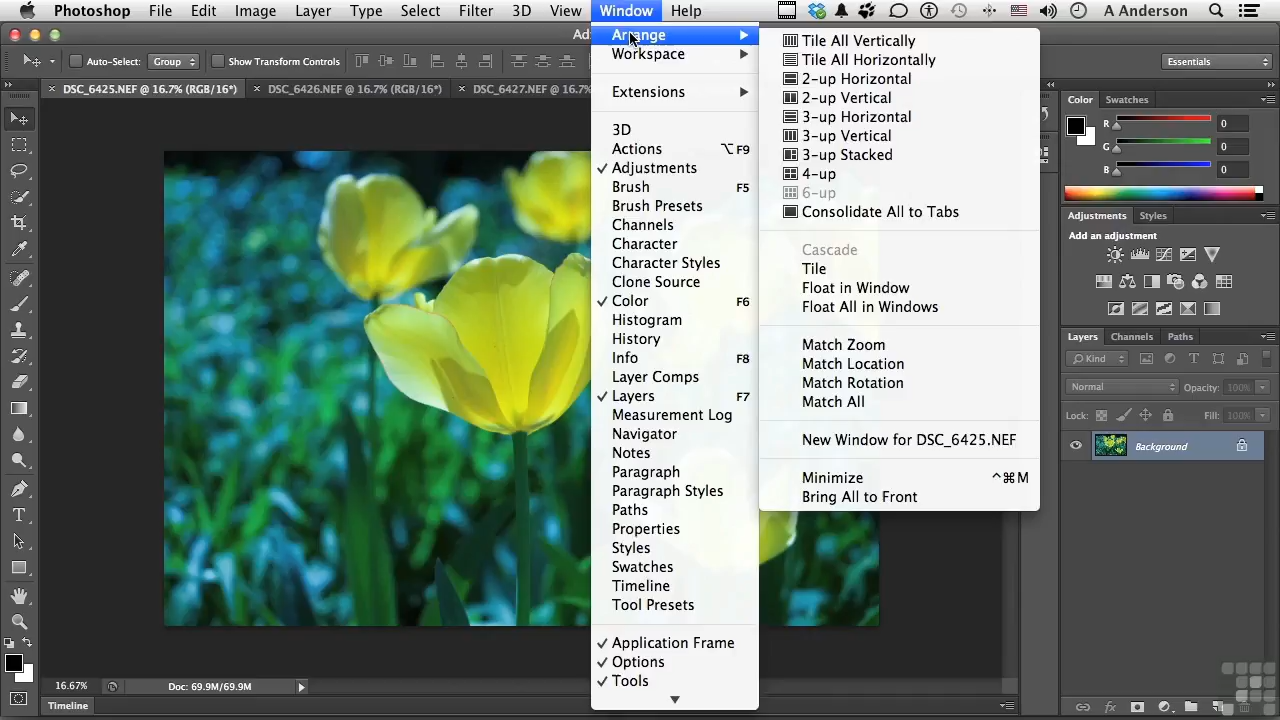 Photoshop File Edit Image Layer Type Select Filter 3D View Window Help A Anderson
Ad
Auto-Select: Group Show Transform Controls Essentials
× DSC_6425.NEF @ 16.7% (RGB/16*) × DSC_6426.NEF @ 16.7% (RGB/16*) × DSC_6427.NEF @ 16.7%
Arrange
Workspace
Extensions
3D
Actions ⌥F9
✓ Adjustments
Brush F5
Brush Presets
Channels
Character
Character Styles
Clone Source
✓ Color F6
Histogram
History
Info F8
Layer Comps
✓ Layers F7
Measurement Log
Navigator
Notes
Paragraph
Paragraph Styles
Paths
Properties
Styles
Swatches
Timeline
Tool Presets
✓ Application Frame
✓ Options
✓ Tools
Tile All Vertically
Tile All Horizontally
2-up Horizontal
2-up Vertical
3-up Horizontal
3-up Vertical
3-up Stacked
4-up
6-up
Consolidate All to Tabs
Cascade
Tile
Float in Window
Float All in Windows
Match Zoom
Match Location
Match Rotation
Match All
New Window for DSC_6425.NEF
Minimize ^⌘M
Bring All to Front
Color Swatches
R 0
G 0
B 0
Adjustments Styles
Add an adjustment
Layers Channels Paths
Kind
Normal Opacity: 100%
Lock: Fill: 100%
Background
16.67% Doc: 69.9M/69.9M
Timeline